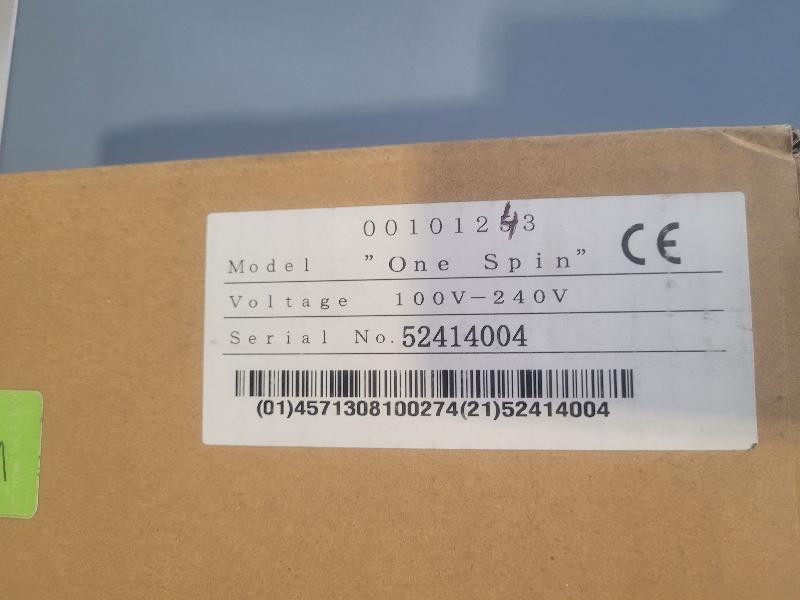 00101243
Model "One Spin"
CE
Voltage 100V-240V
Serial No. 52414004
(01)4571308100274(21)52414004